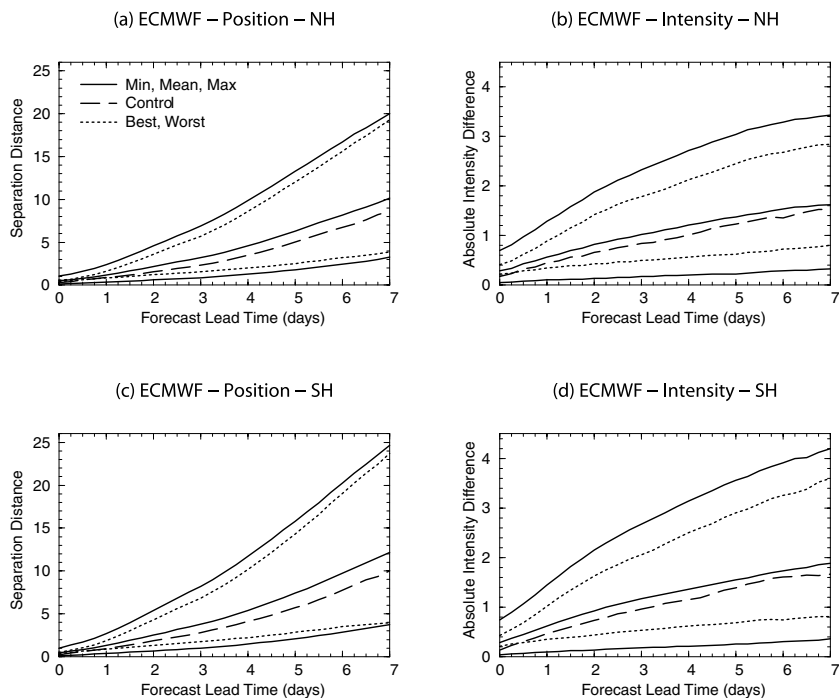 (a) ECMWF – Position – NH
25
20
15
10
5
0
Separation Distance
Min, Mean, Max
Control
Best, Worst
0 1 2 3 4 5 6 7
Forecast Lead Time (days)
(b) ECMWF – Intensity – NH
4
3
2
1
0
Absolute Intensity Difference
0 1 2 3 4 5 6 7
Forecast Lead Time (days)
(c) ECMWF – Position – SH
25
20
15
10
5
0
Separation Distance
0 1 2 3 4 5 6 7
Forecast Lead Time (days)
(d) ECMWF – Intensity – SH
4
3
2
1
0
Absolute Intensity Difference
0 1 2 3 4 5 6 7
Forecast Lead Time (days)